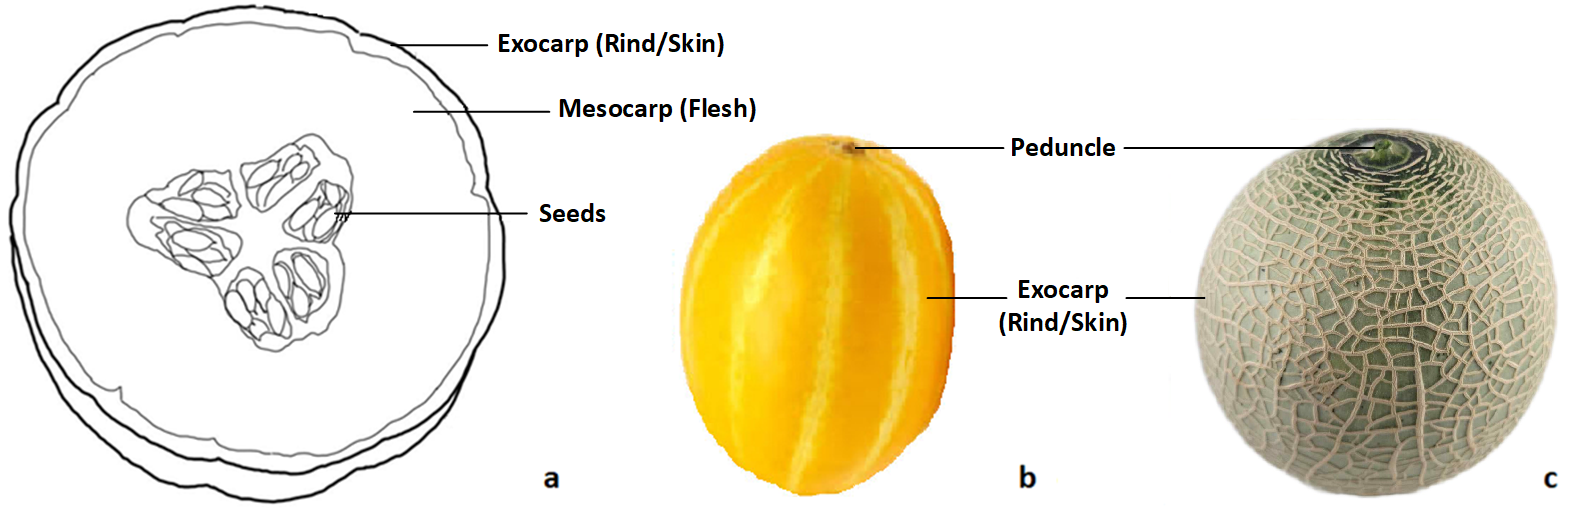 Exocarp (Rind/Skin)
Mesocarp (Flesh)
Seeds
a
Peduncle
Exocarp
(Rind/Skin)
b
c